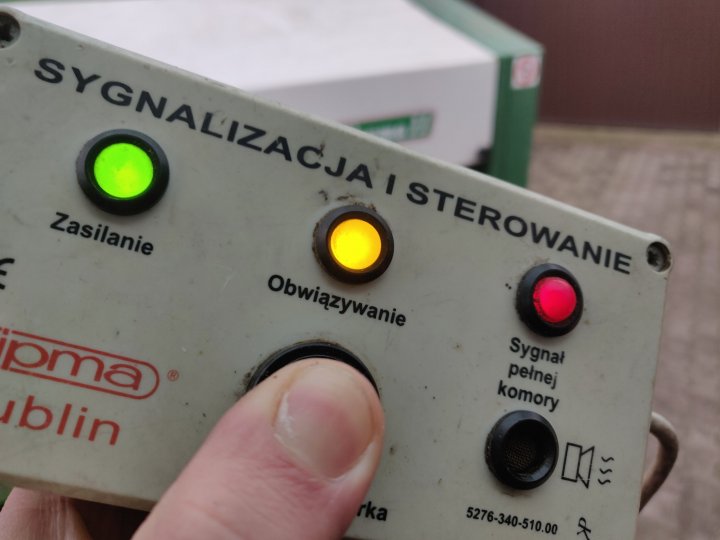 SYGNALIZACJA I STEROWANIE
Zasilanie
Obwiązywanie
Sygnał
pełnej
komory
®
5276-340-510.00